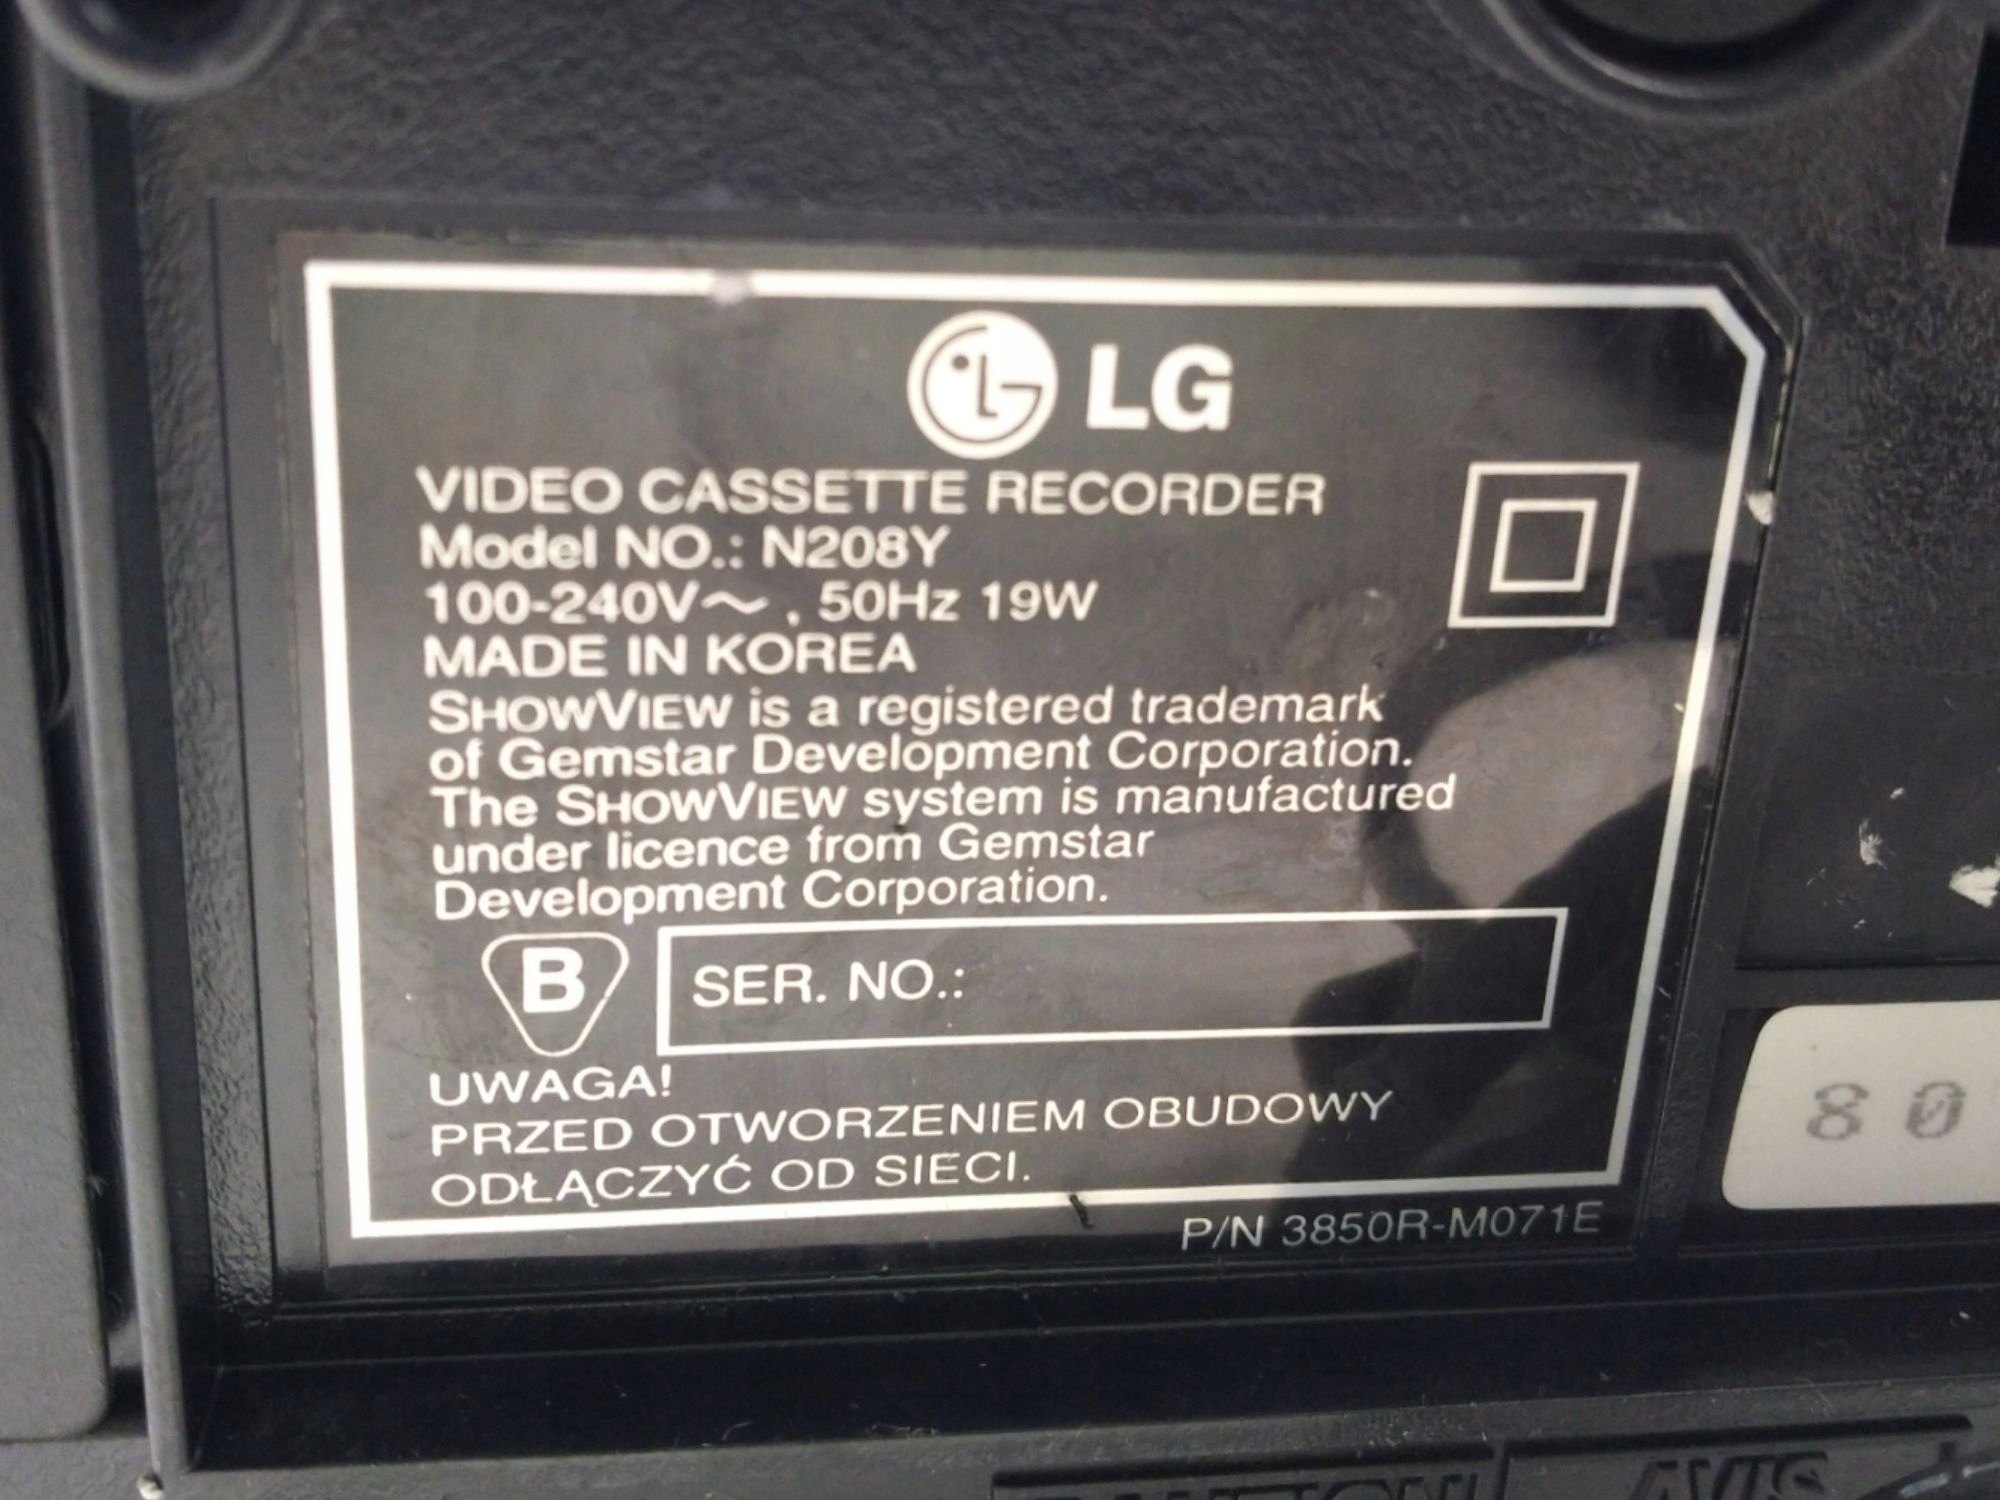 LG
VIDEO CASSETTE RECORDER
Model NO.: N208Y
100-240V～ , 50Hz 19W
MADE IN KOREA
SHOWVIEW is a registered trademark
of Gemstar Development Corporation.
The SHOWVIEW system is manufactured
under licence from Gemstar
Development Corporation.
B
SER. NO.:
UWAGA!
PRZED OTWORZENIEM OBUDOWY
ODŁĄCZYĆ OD SIECI.
P/N 3850R-M071E
80
AVIS